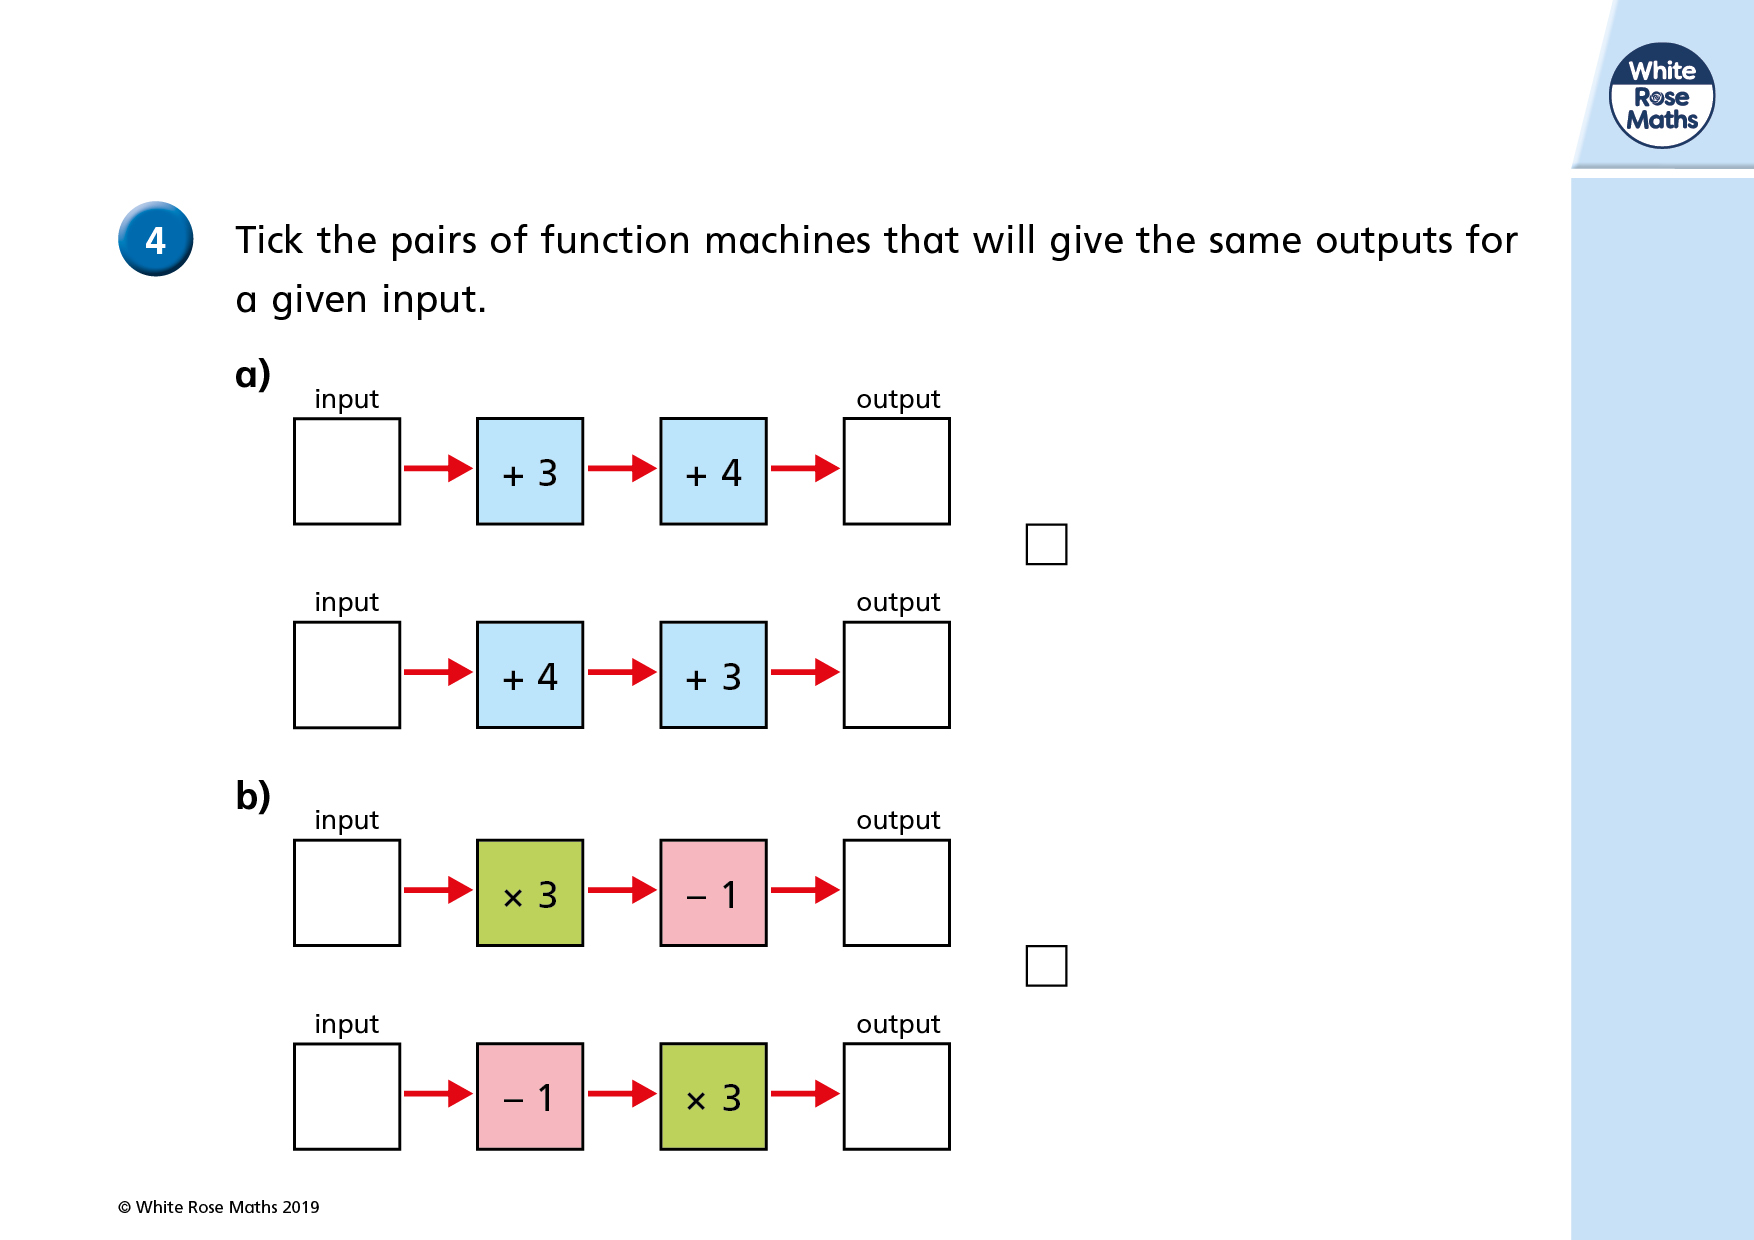 White
Rose
Maths
4
Tick the pairs of function machines that will give the same outputs for
a given input.
a)
input output
+ 3 + 4
input output
+ 4 + 3
b)
input output
× 3 – 1
input output
– 1 × 3
© White Rose Maths 2019